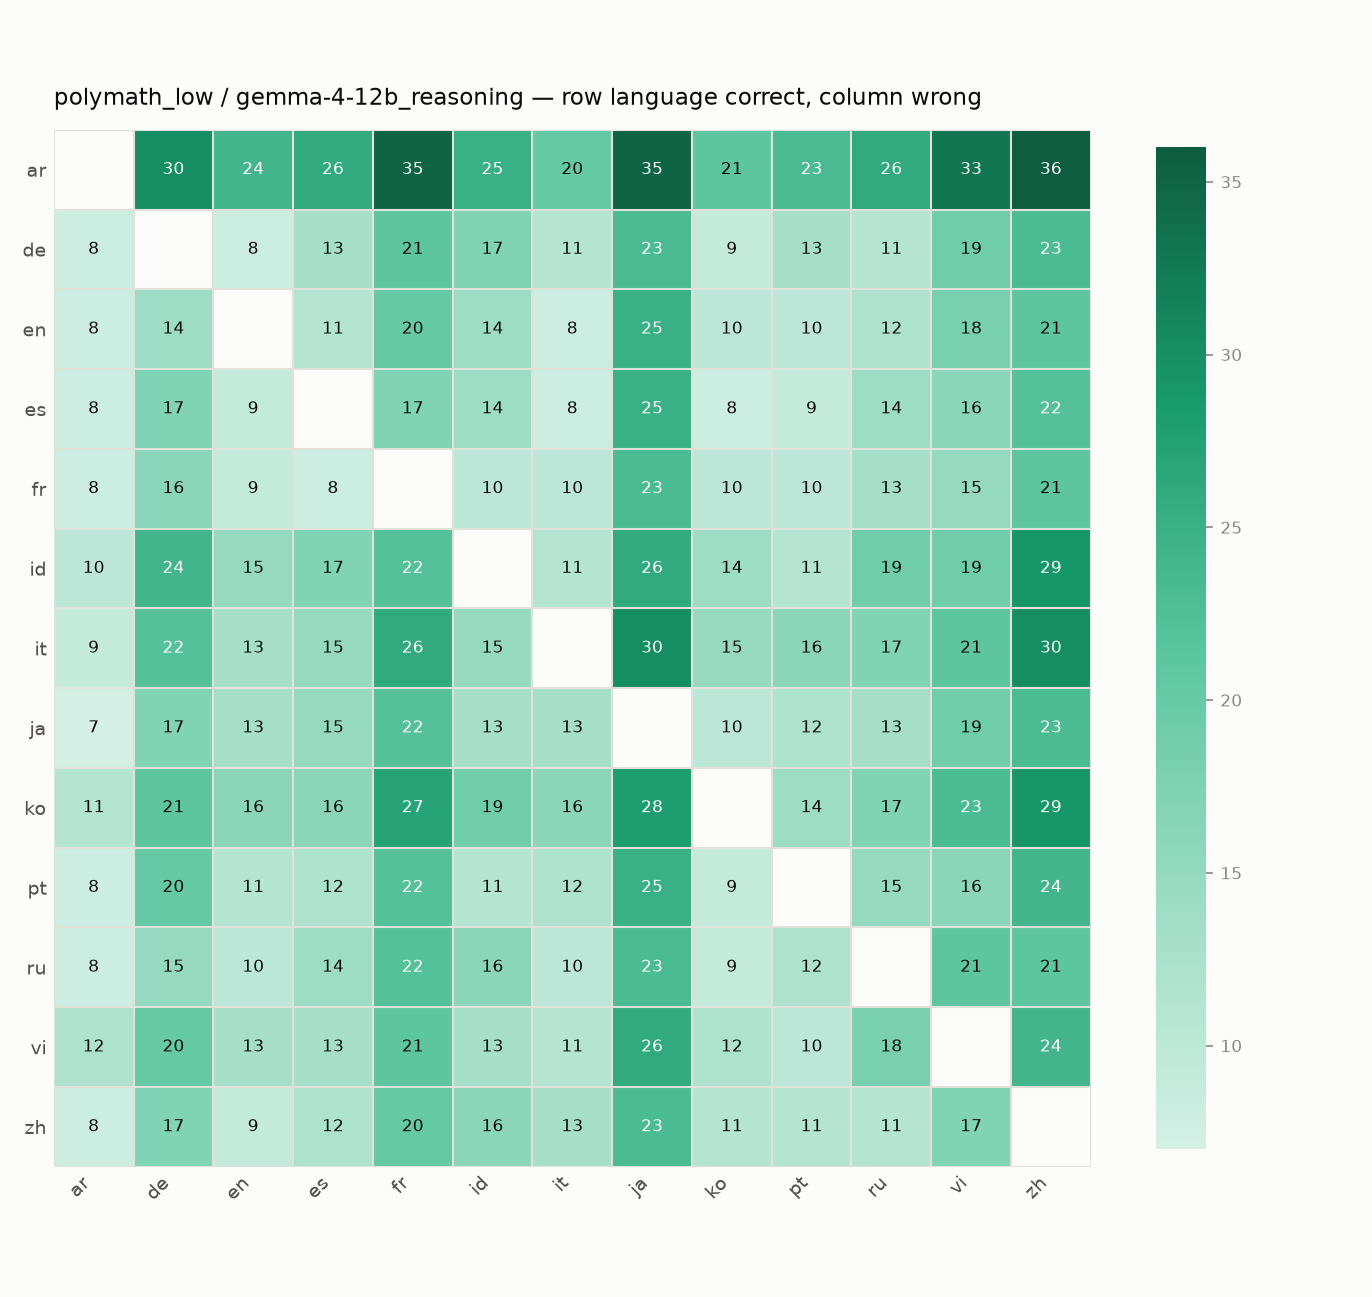 polymath_low / gemma-4-12b_reasoning — row language correct, column wrong
ar 30 24 26 35 25 20 35 21 23 26 33 36
de 8 8 13 21 17 11 23 9 13 11 19 23
en 8 14 11 20 14 8 25 10 10 12 18 21
es 8 17 9 17 14 8 25 8 9 14 16 22
fr 8 16 9 8 10 10 23 10 10 13 15 21
id 10 24 15 17 22 11 26 14 11 19 19 29
it 9 22 13 15 26 15 30 15 16 17 21 30
ja 7 17 13 15 22 13 13 10 12 13 19 23
ko 11 21 16 16 27 19 16 28 14 17 23 29
pt 8 20 11 12 22 11 12 25 9 15 16 24
ru 8 15 10 14 22 16 10 23 9 12 21 21
vi 12 20 13 13 21 13 11 26 12 10 18 24
zh 8 17 9 12 20 16 13 23 11 11 11 17
ar de en es fr id it ja ko pt ru vi zh
35
30
25
20
15
10